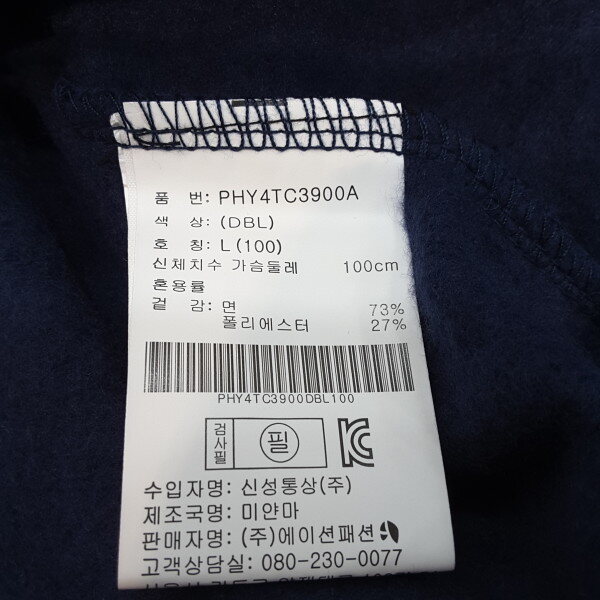 품 번: PHY4TC3900A
색 상: (DBL)
호 칭: L(100)
신체치수 가슴둘레 100cm
혼용률
겉 감: 면 73%
폴리에스터 27%
PHY4TC3900DBL100
검사필 필
수입자명: 신성통상(주)
제조국명: 미얀마
판매자명: (주)에이션패션
고객상담실: 080-230-0077